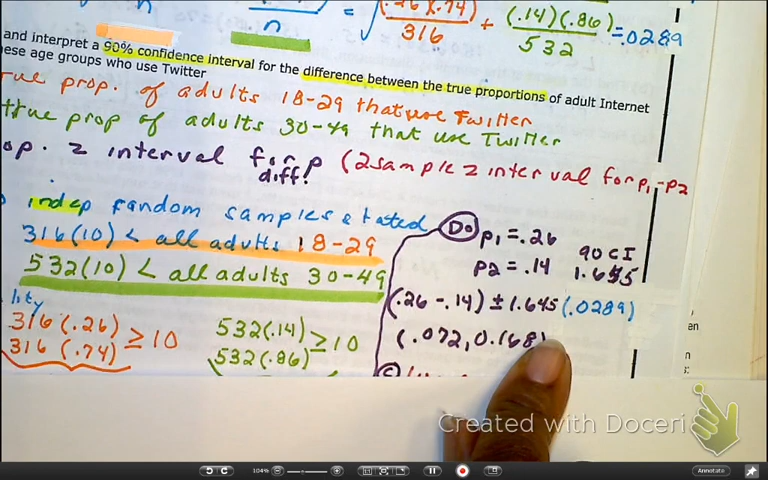 n
n
= √(.26)(.74) + (.14)(.86) = .0289
316 532
and interpret a 90% confidence interval for the difference between the true proportions of adult Internet
hese age groups who use Twitter
rue prop. of adults 18-29 that use Twitter
true prop of adults 30-49 that use Twitter
op. z interval for p (2 sample z interval for p1-p2
diff!
indep random samples stated
316(10) < all adults 18-29
532(10) < all adults 30-49
lity
316(.26) ≥ 10
316(.74)
532(.14) ≥ 10
532(.86)
Do p1 = .26
p2 = .14
90 CI
1.645
(.26 - .14) ± 1.645 (.0289)
(.072, 0.168)
en
n
s:
Created with Doceri
104%
Annotate